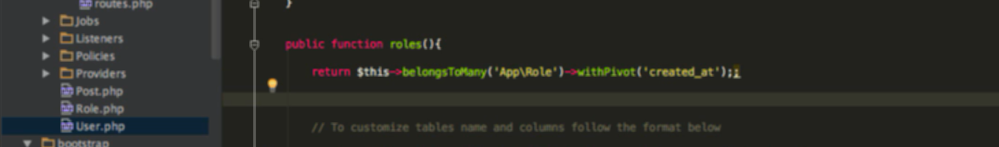 routes.php
Jobs
Listeners
Policies
Providers
Post.php
Role.php
User.php
bootstrap
}
public function roles(){
return $this->belongsToMany('App\Role')->withPivot('created_at');;
// To customize tables name and columns follow the format below